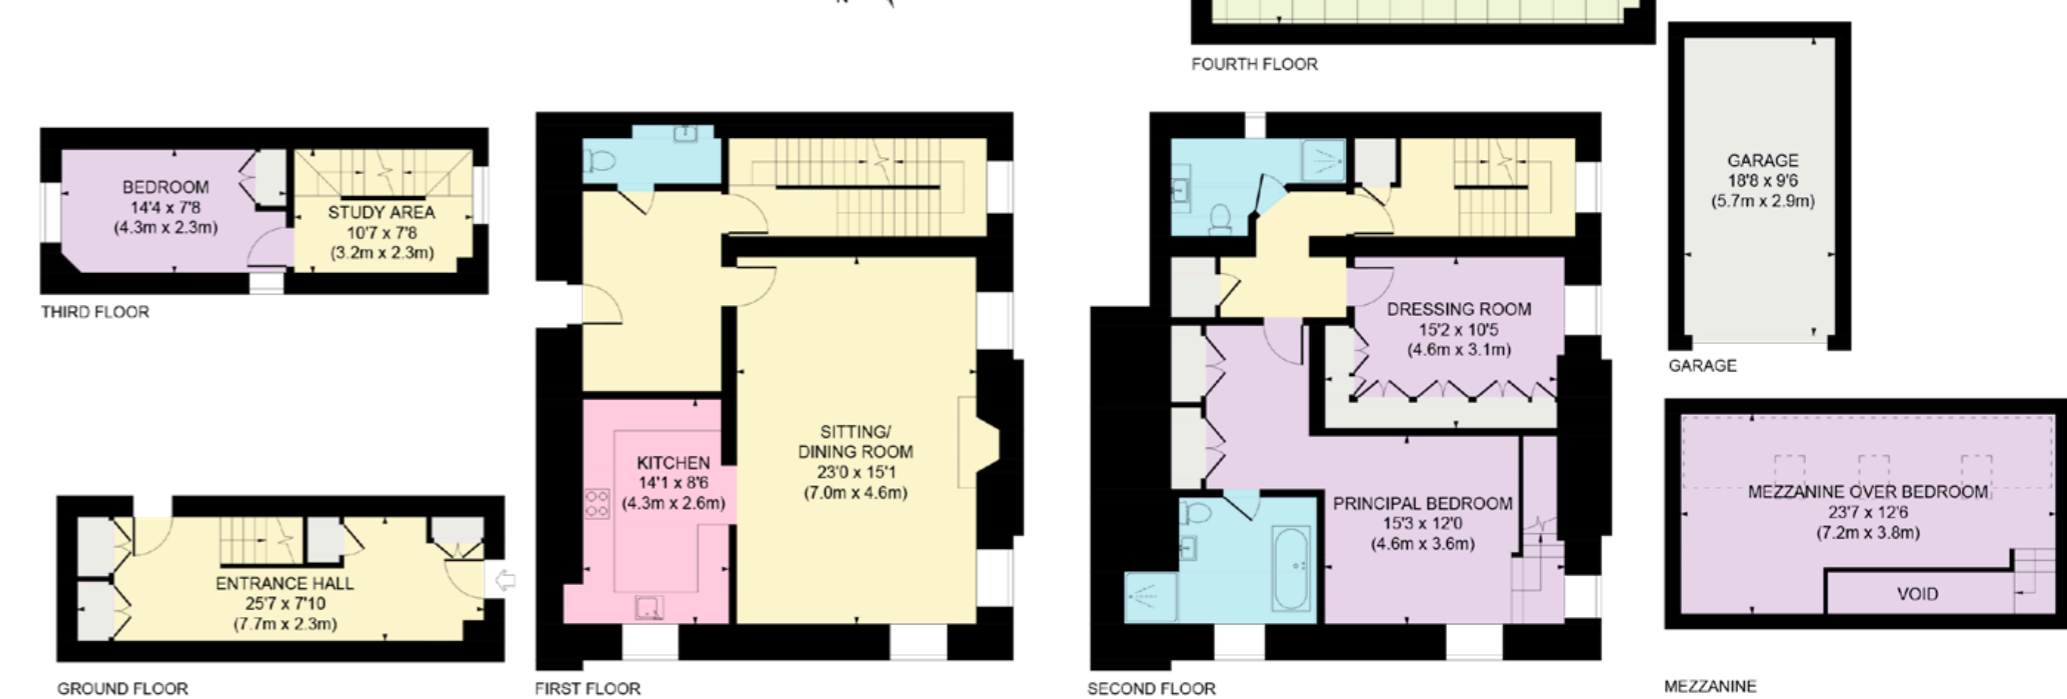 N
FOURTH FLOOR
BEDROOM
14'4 x 7'8
(4.3m x 2.3m)
STUDY AREA
10'7 x 7'8
(3.2m x 2.3m)
THIRD FLOOR
ENTRANCE HALL
25'7 x 7'10
(7.7m x 2.3m)
GROUND FLOOR
KITCHEN
14'1 x 8'6
(4.3m x 2.6m)
SITTING/
DINING ROOM
23'0 x 15'1
(7.0m x 4.6m)
FIRST FLOOR
DRESSING ROOM
15'2 x 10'5
(4.6m x 3.1m)
PRINCIPAL BEDROOM
15'3 x 12'0
(4.6m x 3.6m)
SECOND FLOOR
GARAGE
18'8 x 9'6
(5.7m x 2.9m)
GARAGE
MEZZANINE OVER BEDROOM
23'7 x 12'6
(7.2m x 3.8m)
VOID
MEZZANINE